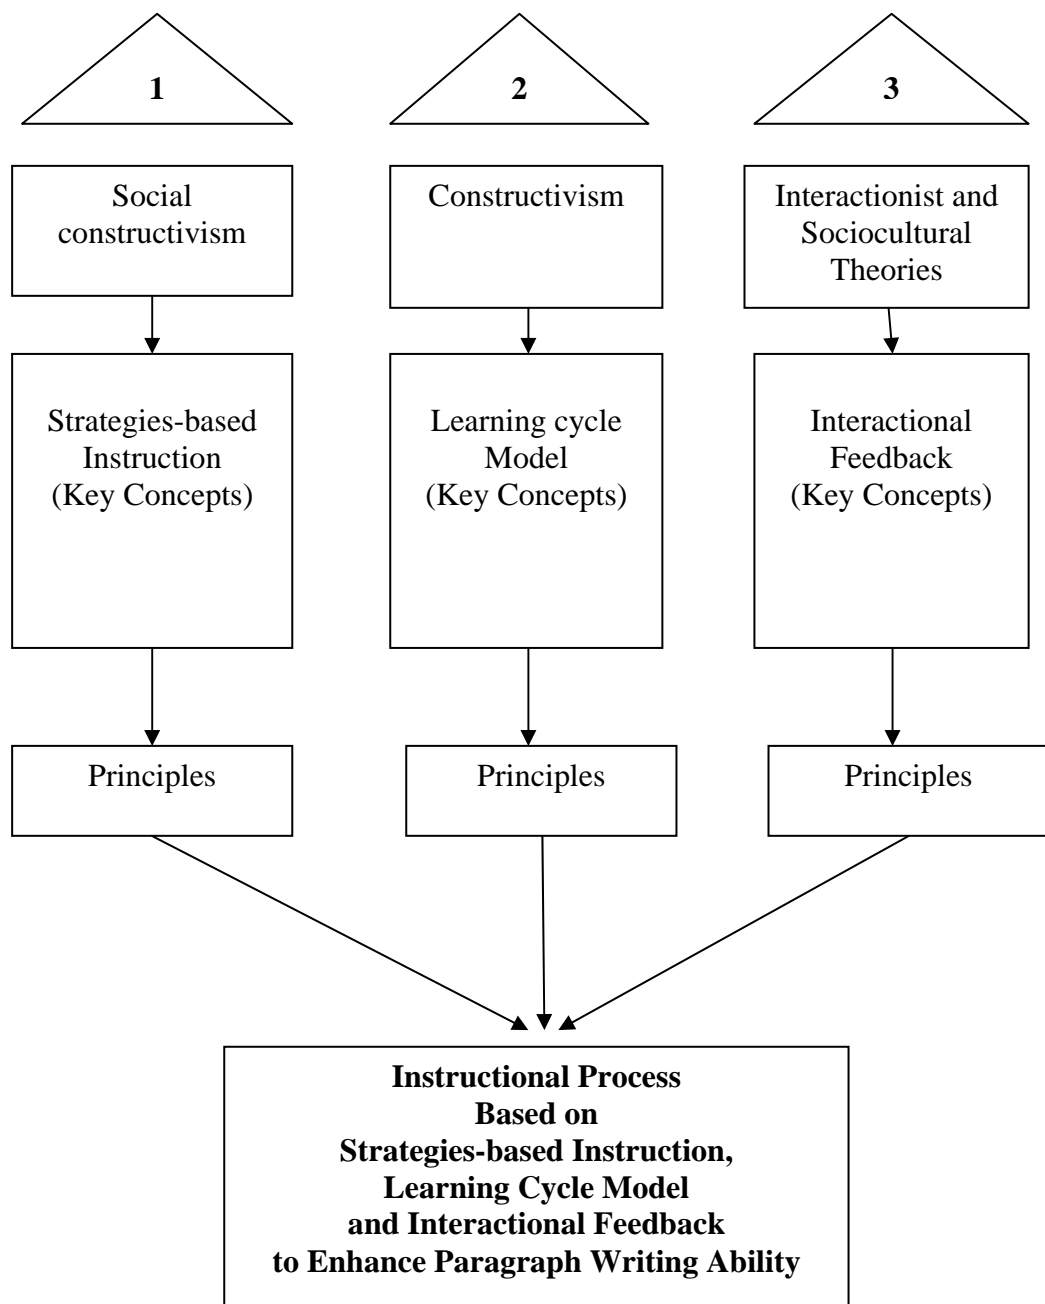 1
2
3
Social
constructivism
Constructivism
Interactionist and
Sociocultural
Theories
Strategies-based
Instruction
(Key Concepts)
Learning cycle
Model
(Key Concepts)
Interactional
Feedback
(Key Concepts)
Principles
Principles
Principles
Instructional Process
Based on
Strategies-based Instruction,
Learning Cycle Model
and Interactional Feedback
to Enhance Paragraph Writing Ability